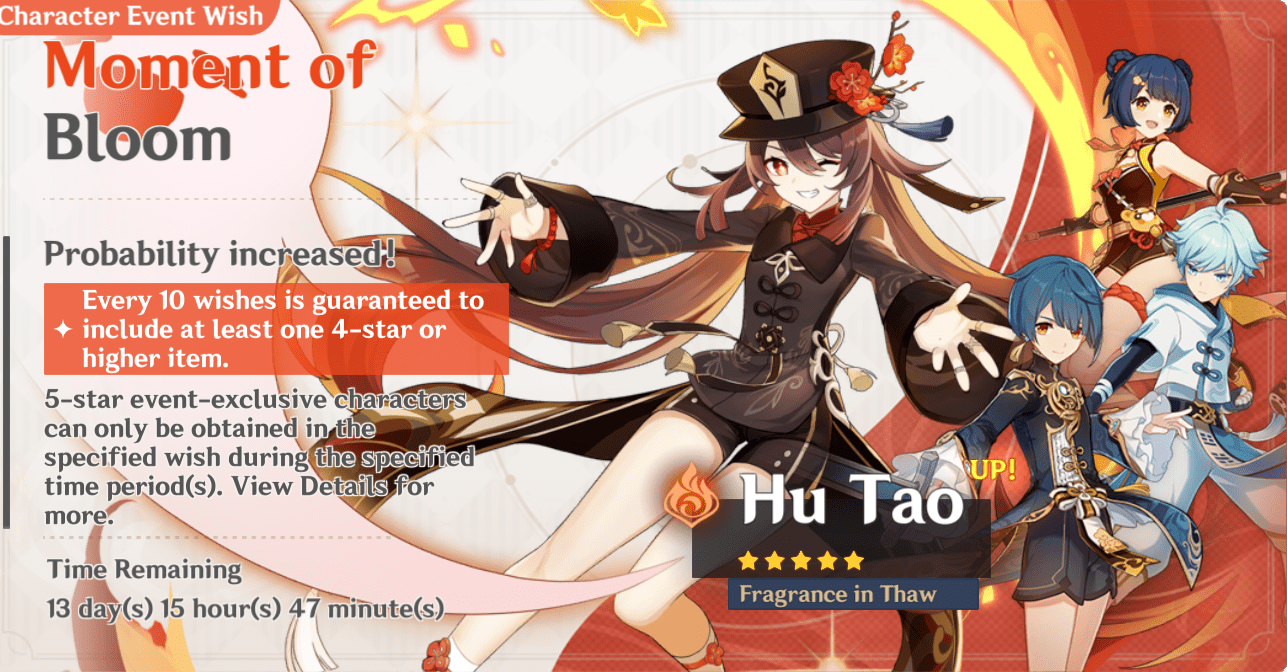 Character Event Wish
Moment of
Bloom
Probability increased!
Every 10 wishes is guaranteed to
include at least one 4-star or
higher item.
5-star event-exclusive characters
can only be obtained in the
specified wish during the specified
time period(s). View Details for
more.
Time Remaining
13 day(s) 15 hour(s) 47 minute(s)
UP!
Hu Tao
Fragrance in Thaw